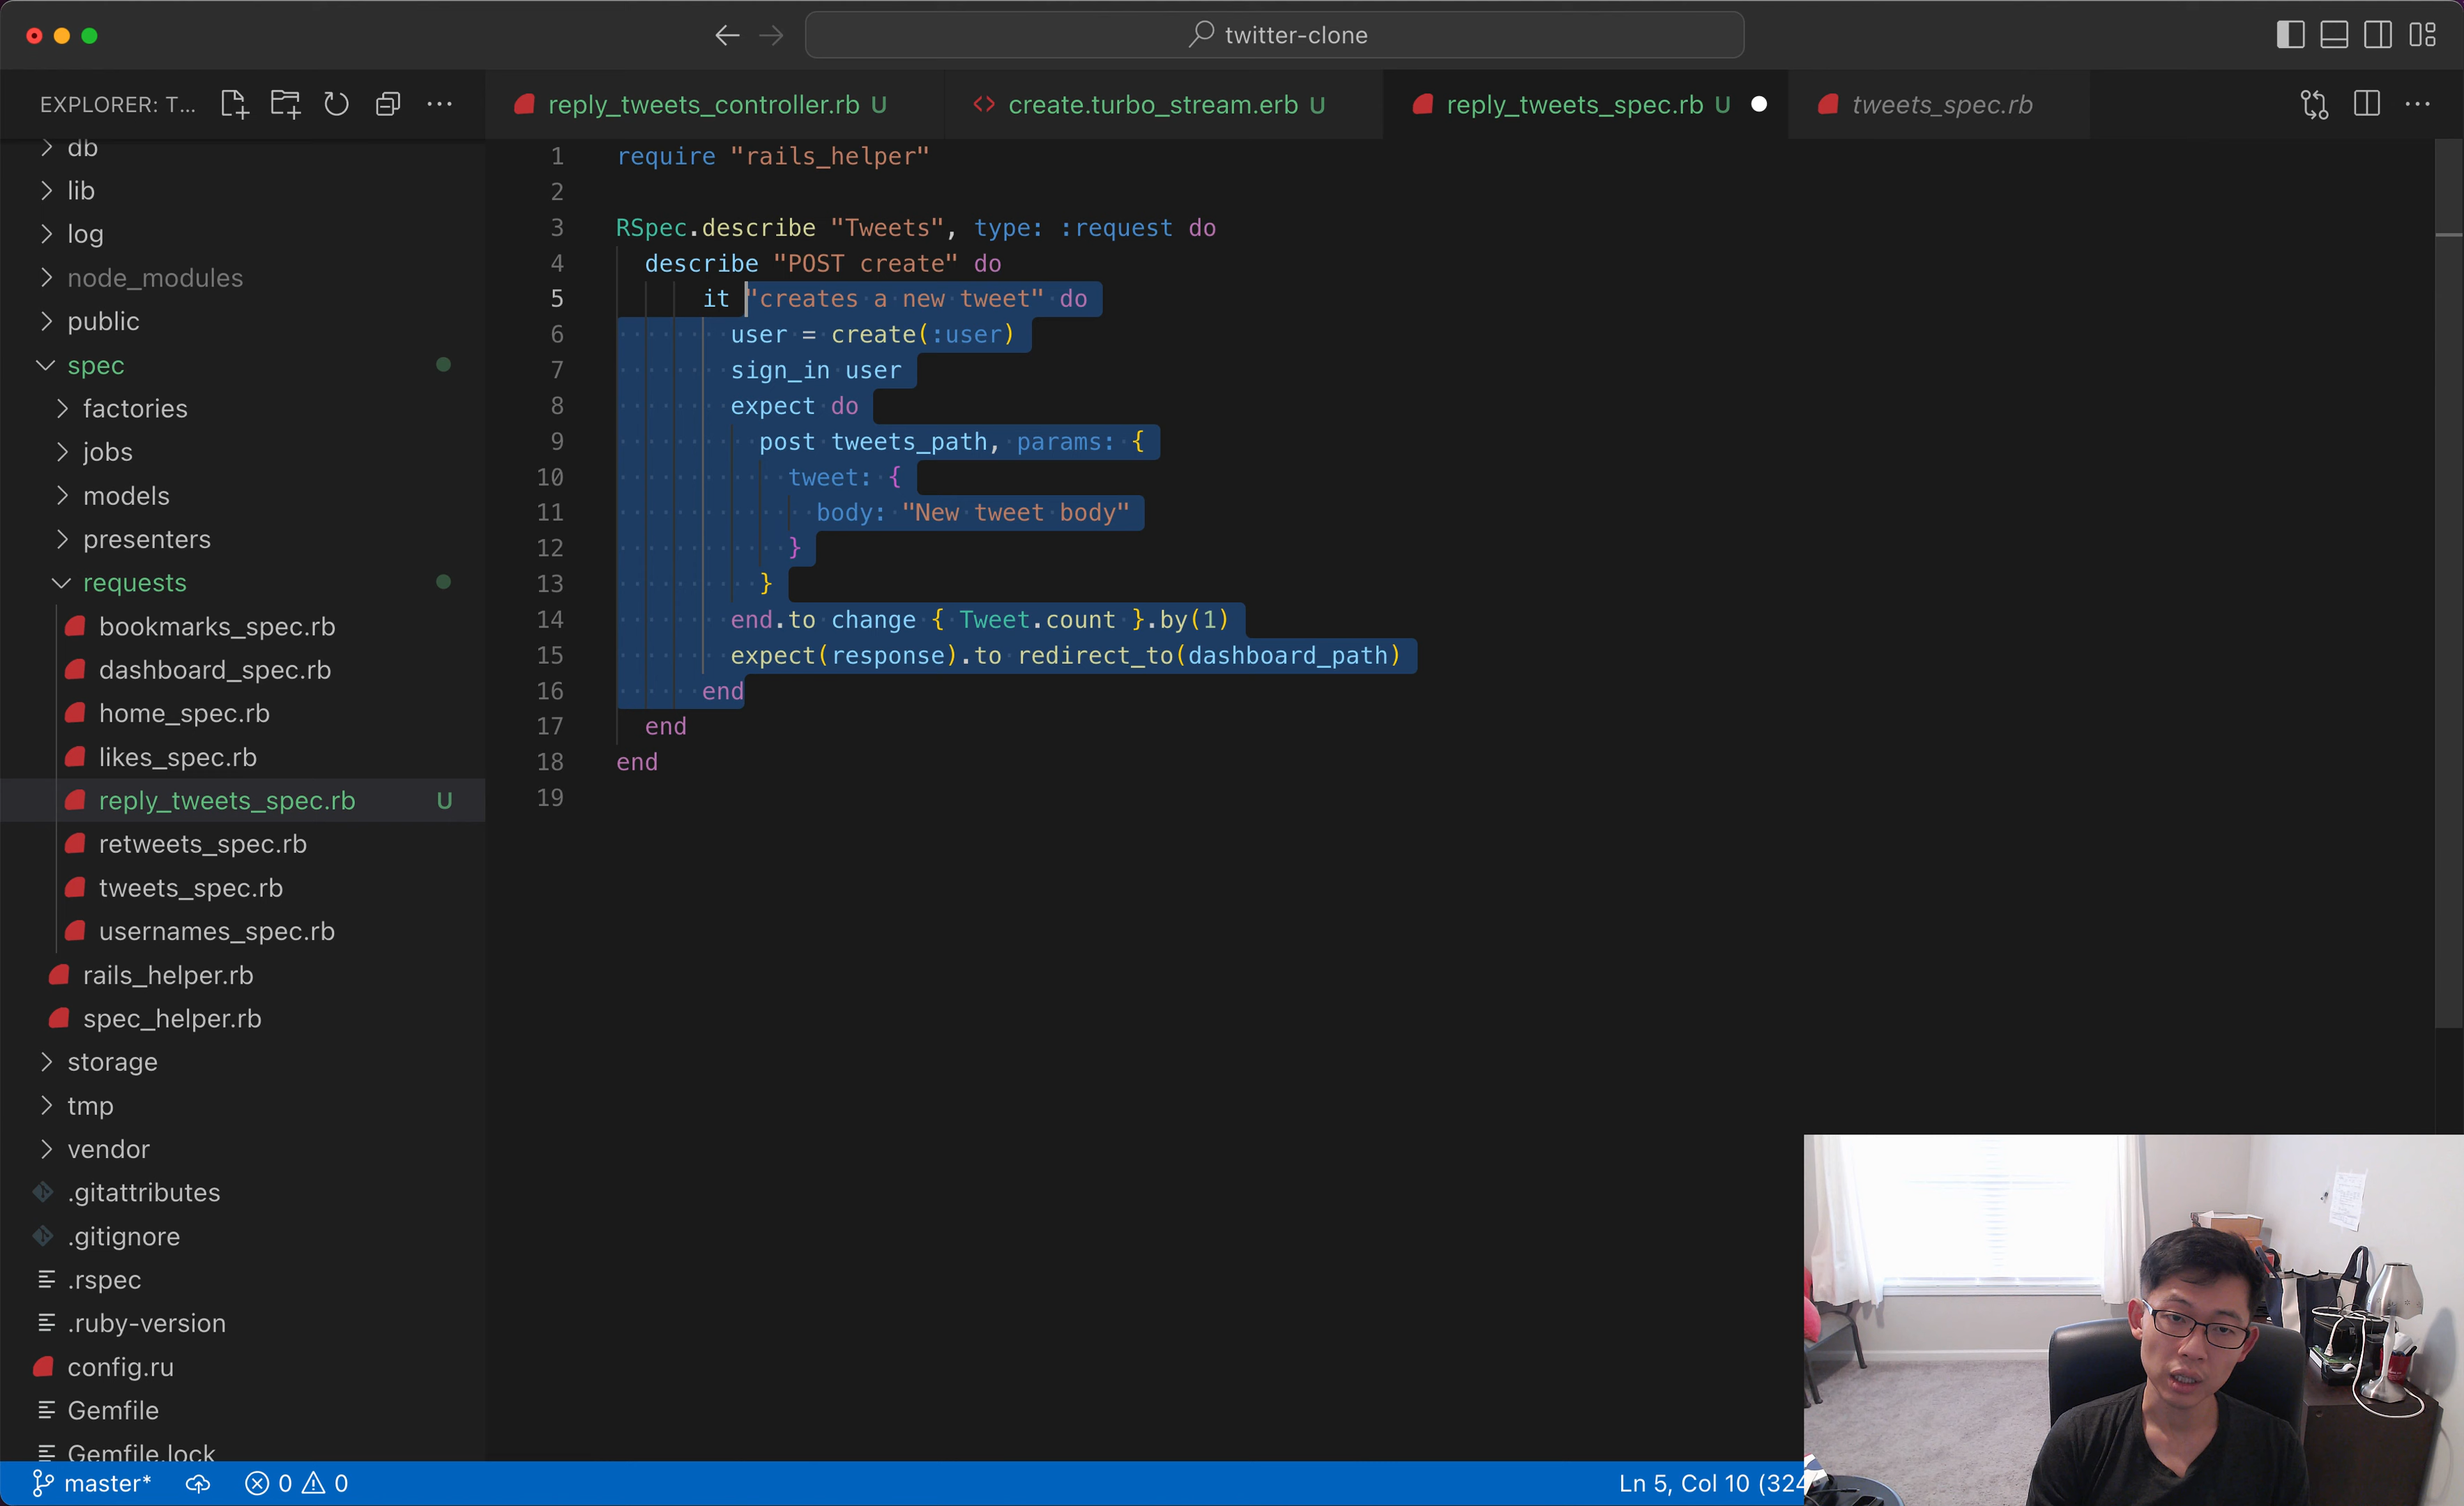 twitter-clone
EXPLORER: T...
reply_tweets_controller.rb U
create.turbo_stream.erb U
reply_tweets_spec.rb U
tweets_spec.rb
db
lib
log
node_modules
public
spec
factories
jobs
models
presenters
requests
bookmarks_spec.rb
dashboard_spec.rb
home_spec.rb
likes_spec.rb
reply_tweets_spec.rb U
retweets_spec.rb
tweets_spec.rb
usernames_spec.rb
rails_helper.rb
spec_helper.rb
storage
tmp
vendor
.gitattributes
.gitignore
.rspec
.ruby-version
config.ru
Gemfile
Gemfile.lock
1 require "rails_helper"
2
3 RSpec.describe "Tweets", type: :request do
4 describe "POST create" do
5 it "creates a new tweet" do
6 user = create(:user)
7 sign_in user
8 expect do
9 post tweets_path, params: {
10 tweet: {
11 body: "New tweet body"
12 }
13 }
14 end.to change { Tweet.count }.by(1)
15 expect(response).to redirect_to(dashboard_path)
16 end
17 end
18 end
19
master* 0 0
Ln 5, Col 10 (324